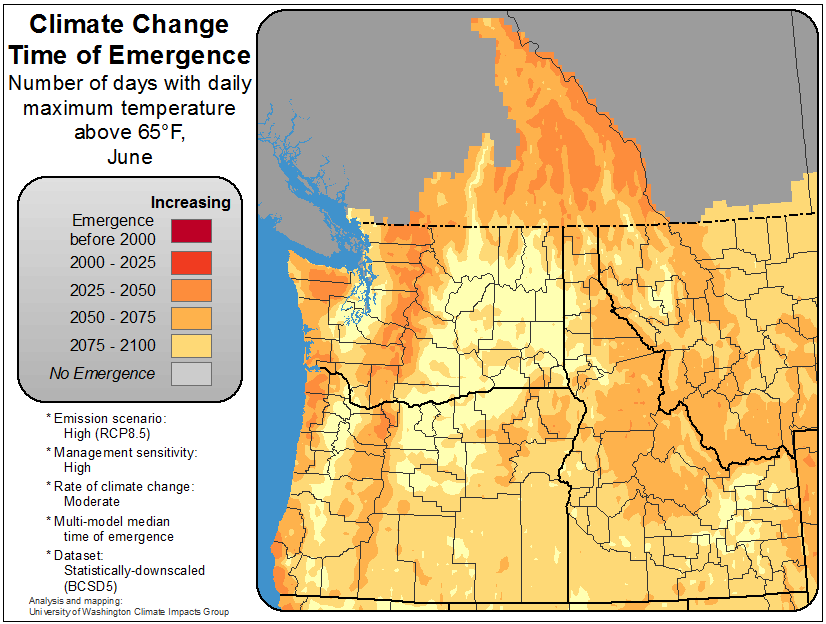 Climate Change
Time of Emergence
Number of days with daily
maximum temperature
above 65°F,
June
Increasing
Emergence
before 2000
2000 - 2025
2025 - 2050
2050 - 2075
2075 - 2100
No Emergence
* Emission scenario:
High (RCP8.5)
* Management sensitivity:
High
* Rate of climate change:
Moderate
* Multi-model median
time of emergence
* Dataset:
Statistically-downscaled
(BCSD5)
Analysis and mapping:
University of Washington Climate Impacts Group